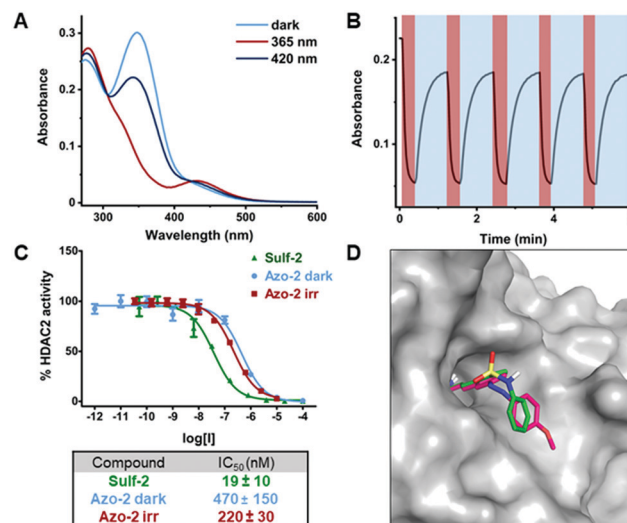 A
dark
365 nm
420 nm
0.3
0.2
0.1
0
Absorbance
300
400
500
600
Wavelength (nm)
B
0.18
0.11
Absorbance
0
2
4
Time (min)
C
Sulf-2
Azo-2 dark
Azo-2 irr
150
100
50
0
% HDAC2 activity
-12 -11 -10 -9 -8 -7 -6 -5 -4
log[I]
Compound IC50 (nM)
Sulf-2 19 ± 10
Azo-2 dark 470 ± 150
Azo-2 irr 220 ± 30
D